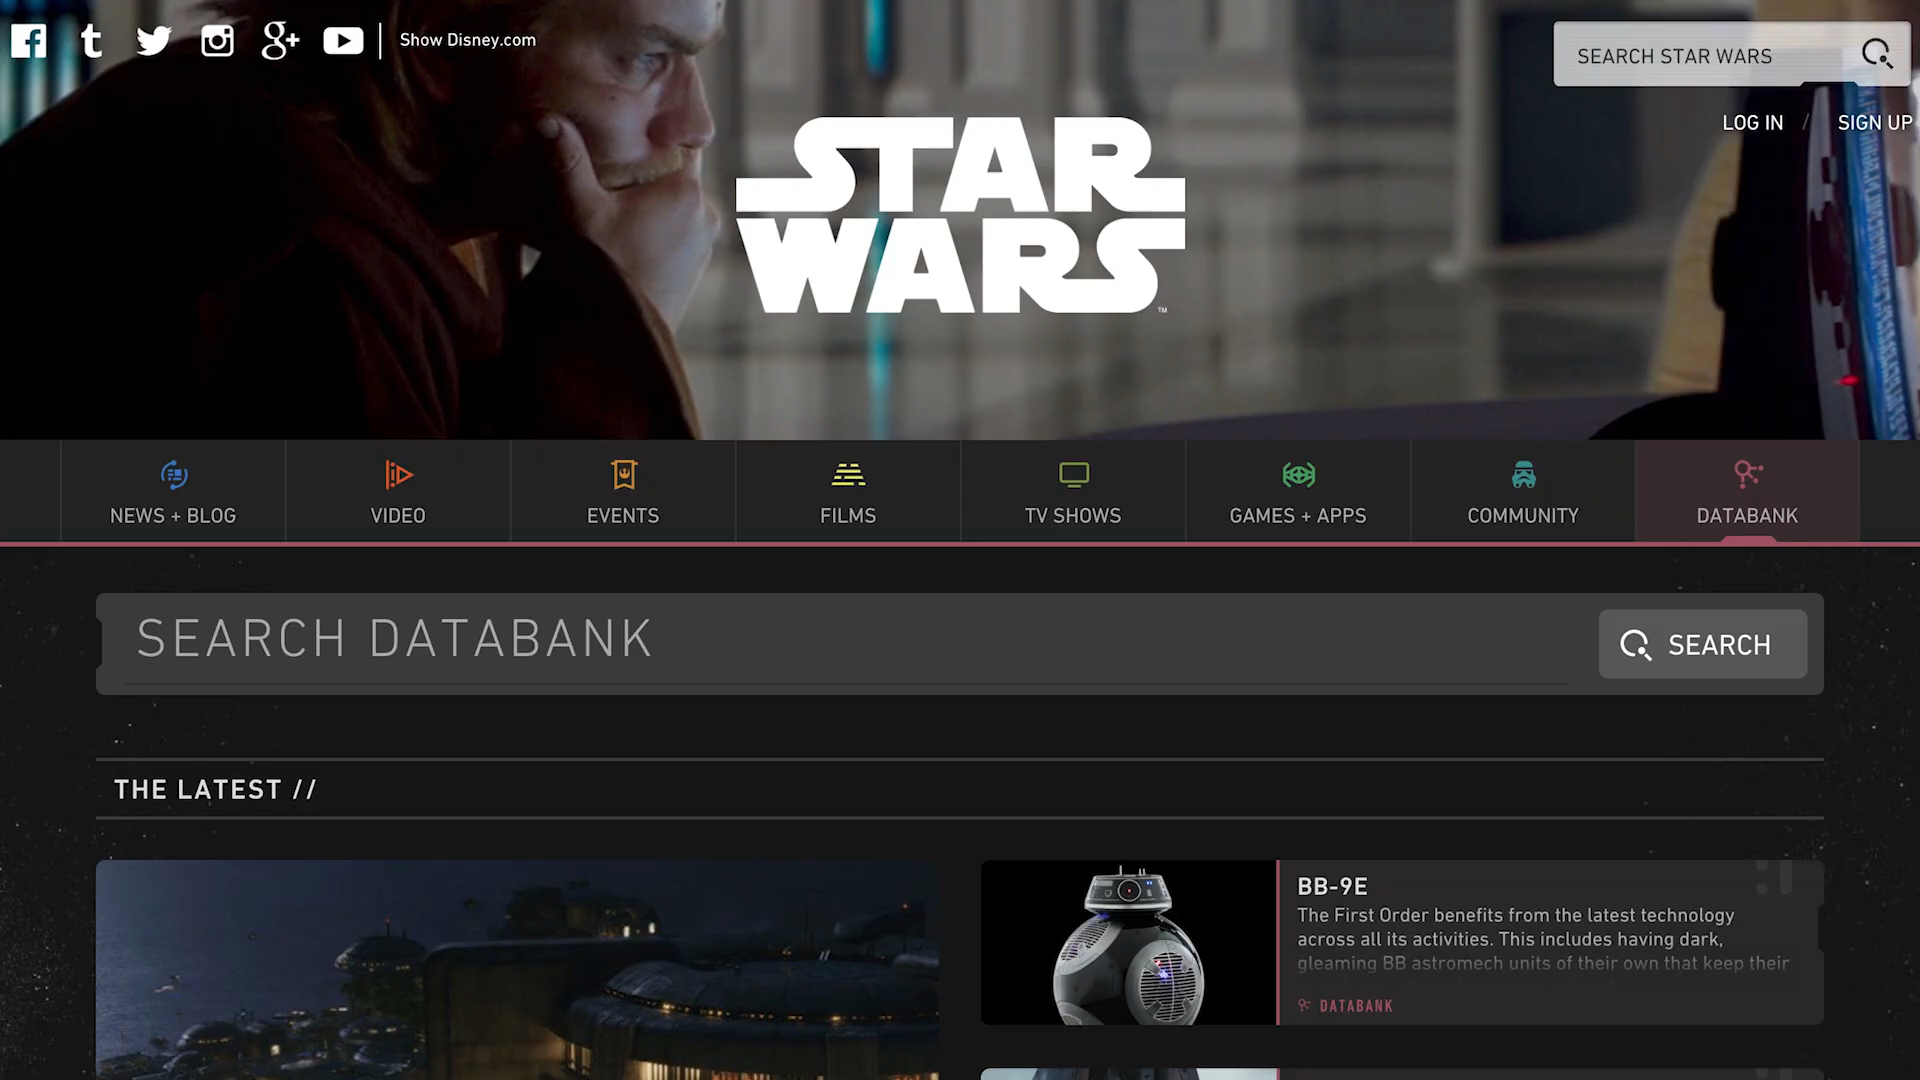 Show Disney.com
SEARCH STAR WARS
LOG IN / SIGN UP
STAR
WARS
TM
NEWS + BLOG
VIDEO
EVENTS
FILMS
TV SHOWS
GAMES + APPS
COMMUNITY
DATABANK
SEARCH DATABANK
SEARCH
THE LATEST //
BB-9E
The First Order benefits from the latest technology
across all its activities. This includes having dark,
gleaming BB astromech units of their own that keep their
DATABANK